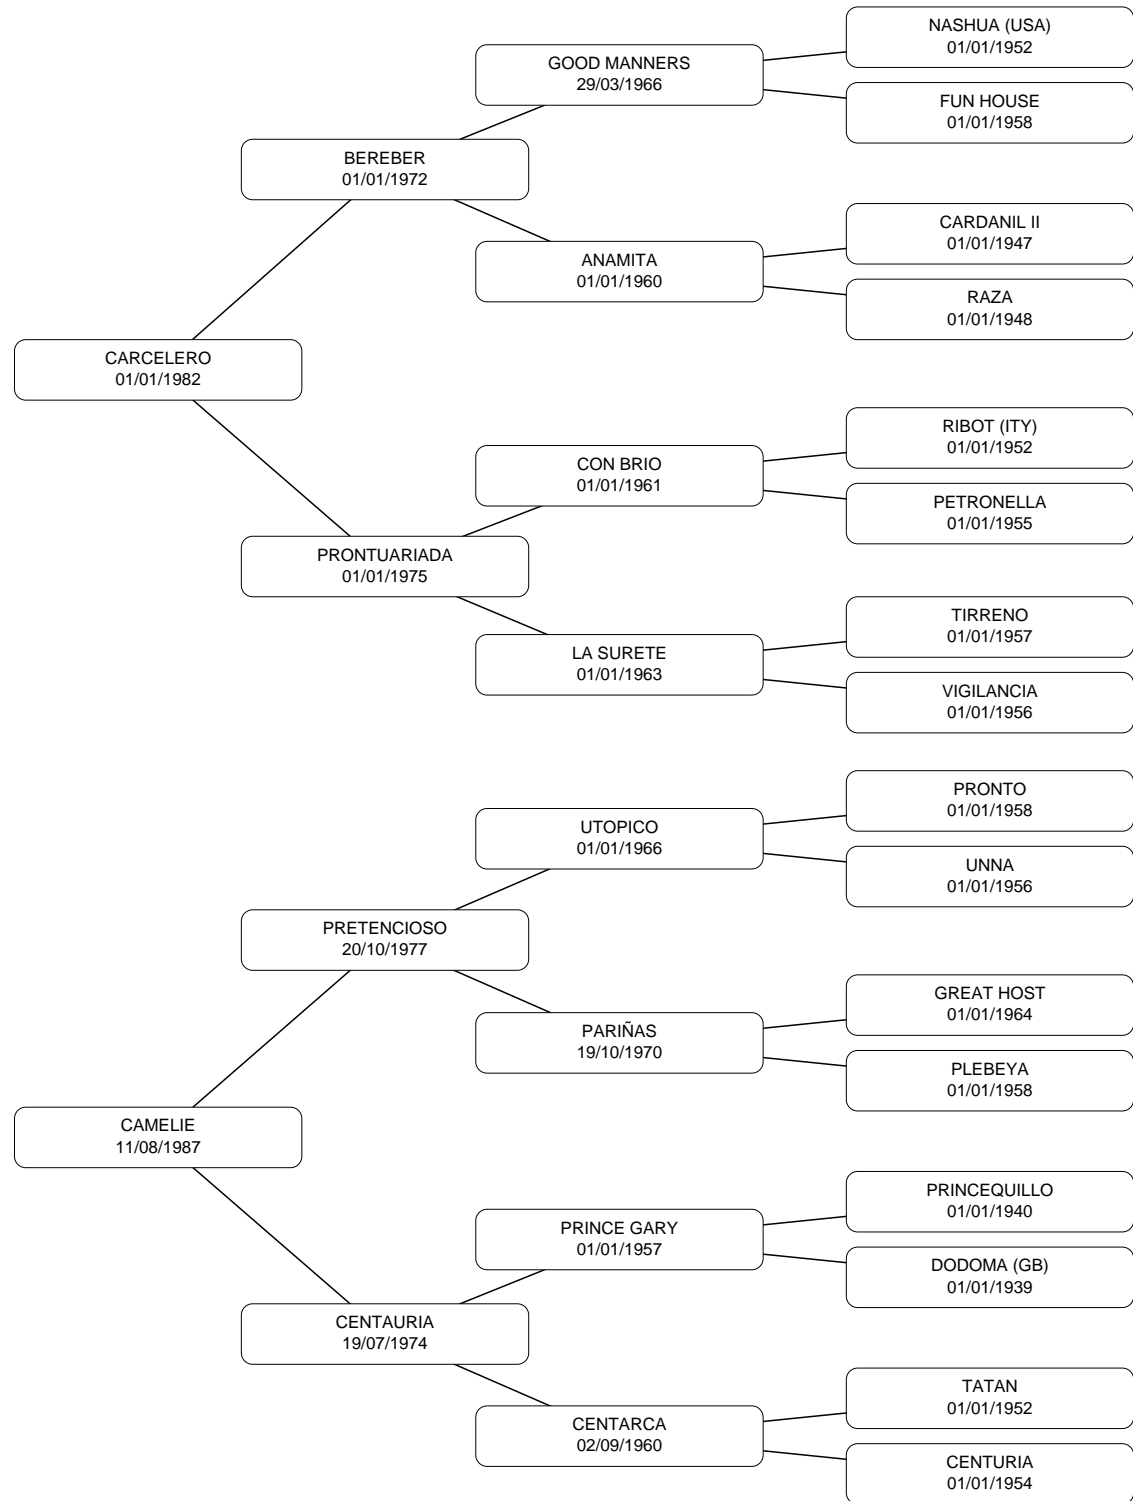 NASHUA (USA)
01/01/1952
GOOD MANNERS
29/03/1966
FUN HOUSE
01/01/1958
BEREBER
01/01/1972
CARDANIL II
01/01/1947
ANAMITA
01/01/1960
RAZA
01/01/1948
CARCELERO
01/01/1982
RIBOT (ITY)
01/01/1952
CON BRIO
01/01/1961
PETRONELLA
01/01/1955
PRONTUARIADA
01/01/1975
TIRRENO
01/01/1957
LA SURETE
01/01/1963
VIGILANCIA
01/01/1956
PRONTO
01/01/1958
UTOPICO
01/01/1966
UNNA
01/01/1956
PRETENCIOSO
20/10/1977
GREAT HOST
01/01/1964
PARIÑAS
19/10/1970
PLEBEYA
01/01/1958
CAMELIE
11/08/1987
PRINCEQUILLO
01/01/1940
PRINCE GARY
01/01/1957
DODOMA (GB)
01/01/1939
CENTAURIA
19/07/1974
TATAN
01/01/1952
CENTARCA
02/09/1960
CENTURIA
01/01/1954